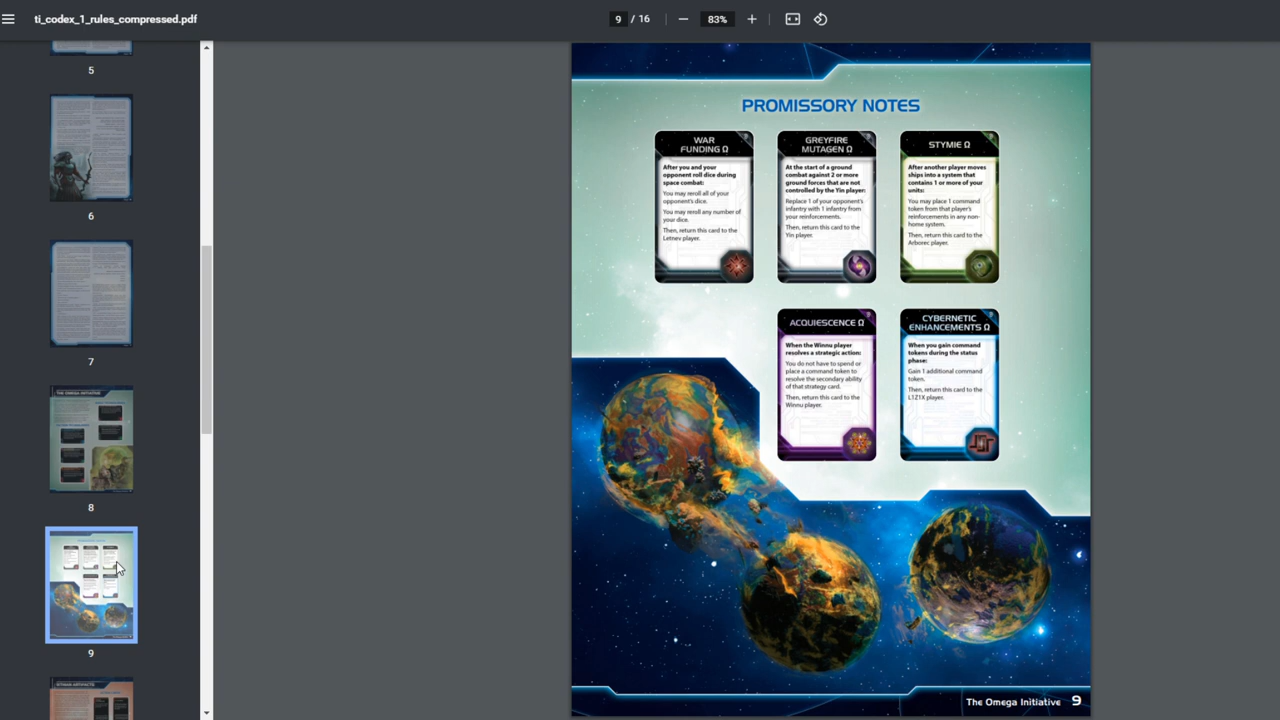 ti_codex_1_rules_compressed.pdf
9 / 16
83%
5
6
7
8
9
PROMISSORY NOTES
WAR
FUNDING Ω
After you and your
opponent roll dice during
space combat:
You may reroll all of your
opponent's dice.
You may reroll any number of
your dice.
Then, return this card to the
Letnev player.
GREYFIRE
MUTAGEN Ω
At the start of a ground
combat against 2 or more
ground forces that are not
controlled by the Yin player:
Replace 1 of your opponent's
infantry with 1 infantry from
your reinforcements.
Then, return this card to the
Yin player.
STYMIE Ω
After another player moves
ships into a system that
contains 1 or more of your
units:
You may place 1 command
token from that player's
reinforcements in any non-
home system.
Then, return this card to the
Arborec player.
ACQUIESCENCE Ω
When the Winnu player
resolves a strategic action:
You do not have to spend or
place a command token to
resolve the secondary ability
of that strategy card.
Then, return this card to the
Winnu player.
CYBERNETIC
ENHANCEMENTS Ω
When you gain command
tokens during the status
phase:
Gain 1 additional command
token.
Then, return this card to the
L1Z1X player.
The Omega Initiative 9